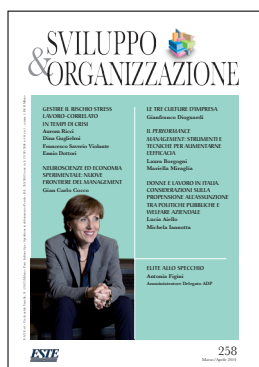 SVILUPPO
&ORGANIZZAZIONE
GESTIRE IL RISCHIO STRESS
LAVORO-CORRELATO
IN TEMPI DI CRISI
Aurora Ricci
Dina Guglielmi
Francesco Saverio Violante
Ennio Dottori
NEUROSCIENZE ED ECONOMIA
SPERIMENTALE: NUOVE
FRONTIERE DEL MANAGEMENT
Gian Carlo Cocco
LE TRE CULTURE D'IMPRESA
Gianfranco Dioguardi
IL PERFORMANCE
MANAGEMENT: STRUMENTI E
TECNICHE PER AUMENTARNE
L'EFFICACIA
Laura Borgogni
Mariella Miraglia
DONNE E LAVORO IN ITALIA.
CONSIDERAZIONI SULLA
PROPENSIONE ALL'ASSUNZIONE
TRA POLITICHE PUBBLICHE E
WELFARE AZIENDALE
Lucia Aiello
Michela Iannotta
ELITE ALLO SPECCHIO
Antonia Figini
Amministratore Delegato ADP
ESTE
258
Marzo/Aprile 2014